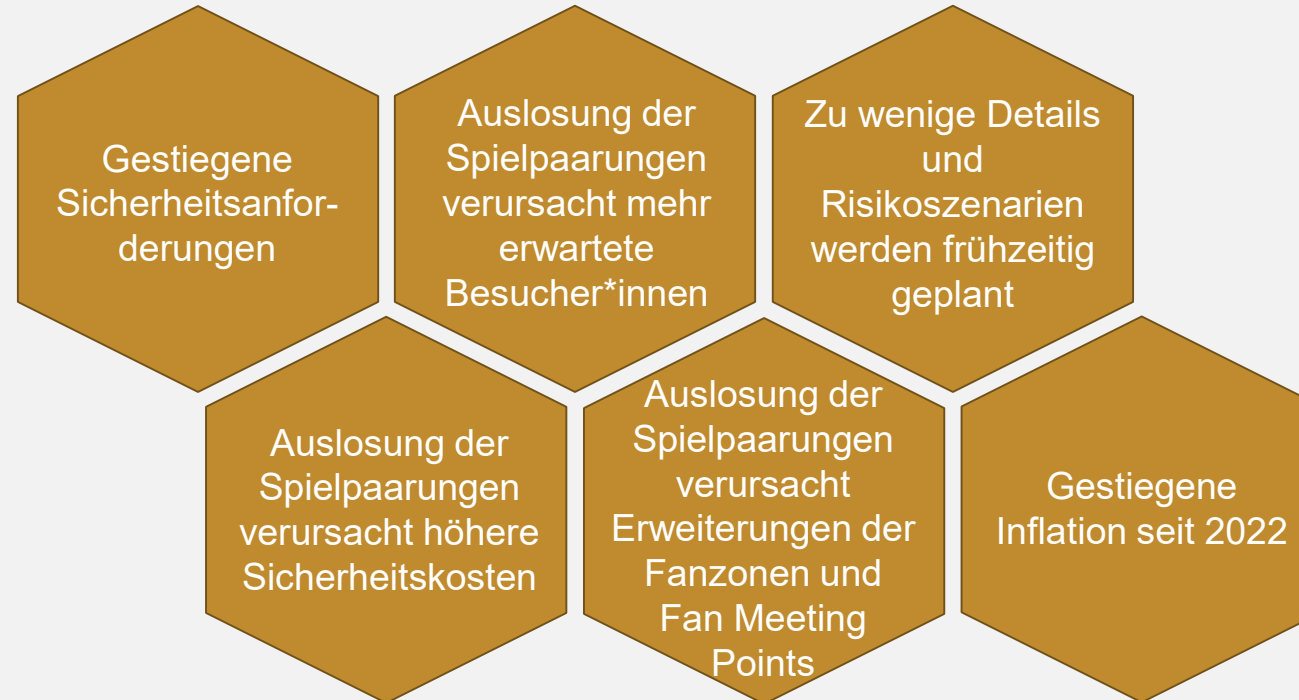 Gestiegene
Sicherheitsanfor-
derungen
Auslosung der
Spielpaarungen
verursacht mehr
erwartete
Besucher*innen
Zu wenige Details
und
Risikoszenarien
werden frühzeitig
geplant
Auslosung der
Spielpaarungen
verursacht höhere
Sicherheitskosten
Auslosung der
Spielpaarungen
verursacht
Erweiterungen der
Fanzonen und
Fan Meeting
Points
Gestiegene
Inflation seit 2022